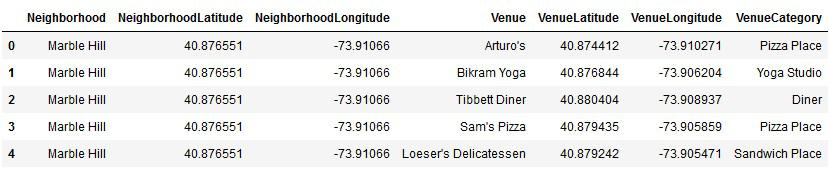 Neighborhood NeighborhoodLatitude NeighborhoodLongitude Venue VenueLatitude VenueLongitude VenueCategory
0 Marble Hill 40.876551 -73.91066 Arturo's 40.874412 -73.910271 Pizza Place
1 Marble Hill 40.876551 -73.91066 Bikram Yoga 40.876844 -73.906204 Yoga Studio
2 Marble Hill 40.876551 -73.91066 Tibbett Diner 40.880404 -73.908937 Diner
3 Marble Hill 40.876551 -73.91066 Sam's Pizza 40.879435 -73.905859 Pizza Place
4 Marble Hill 40.876551 -73.91066 Loeser's Delicatessen 40.879242 -73.905471 Sandwich Place